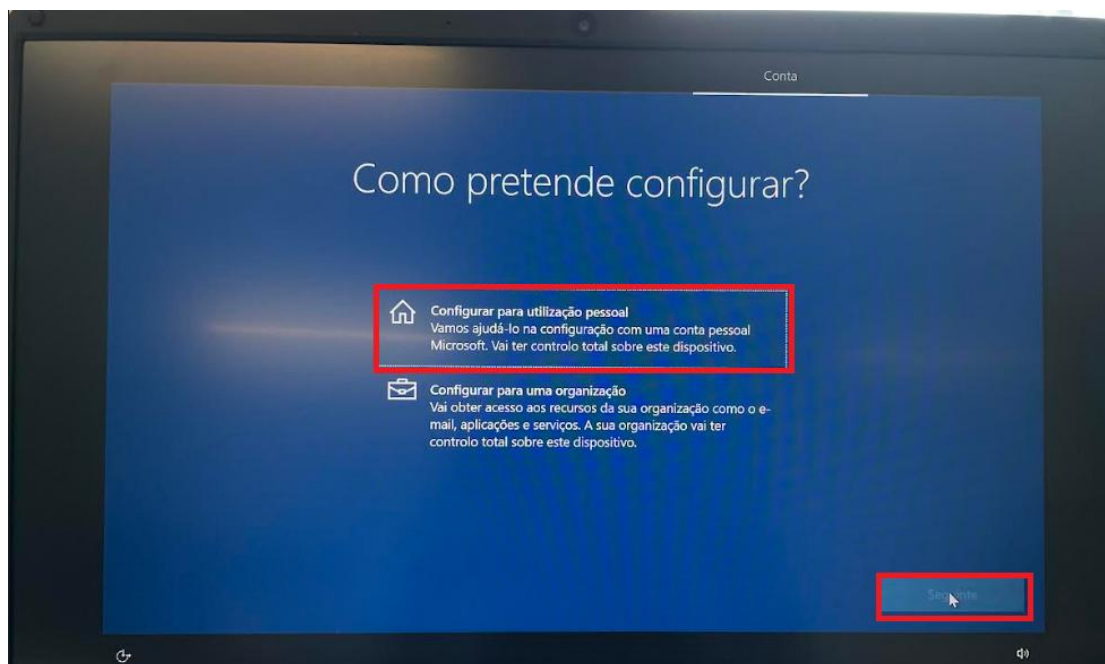 Conta
Como pretende configurar?
Configurar para utilização pessoal
Vamos ajudá-lo na configuração com uma conta pessoal
Microsoft. Vai ter controlo total sobre este dispositivo.
Configurar para uma organização
Vai obter acesso aos recursos da sua organização como o e-
mail, aplicações e serviços. A sua organização vai ter
controlo total sobre este dispositivo.
Seguinte